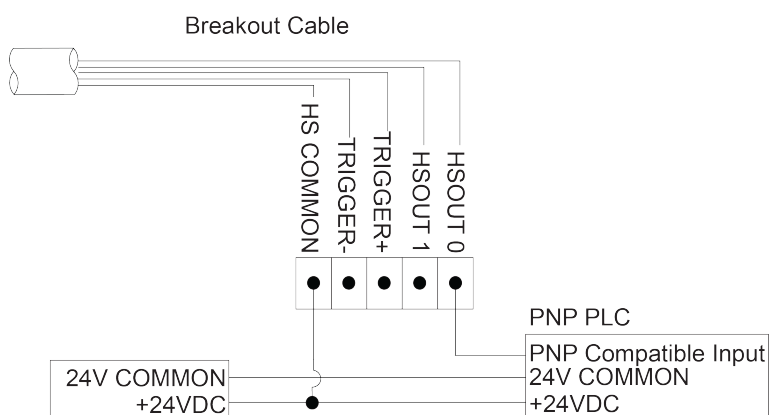 Breakout Cable
HS COMMON
TRIGGER-
TRIGGER+
HSOUT 1
HSOUT 0
PNP PLC
PNP Compatible Input
24V COMMON
+24VDC
24V COMMON
+24VDC